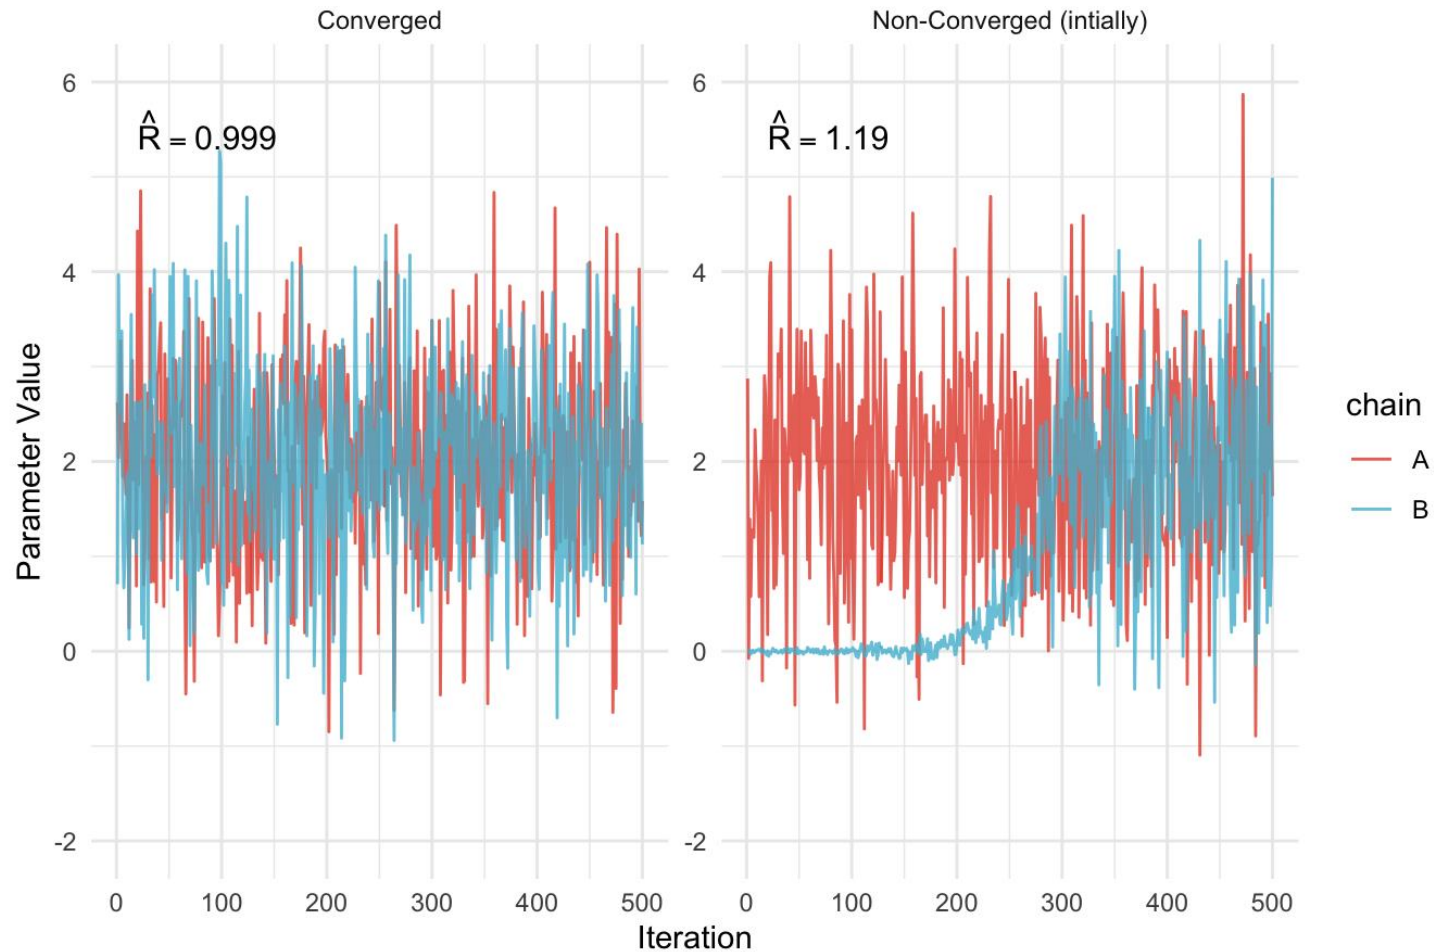 Converged
Non-Converged (intially)
R̂ = 0.999
R̂ = 1.19
6
4
2
0
-2
6
4
2
0
-2
Parameter Value
0 100 200 300 400 500
0 100 200 300 400 500
Iteration
chain
A
B